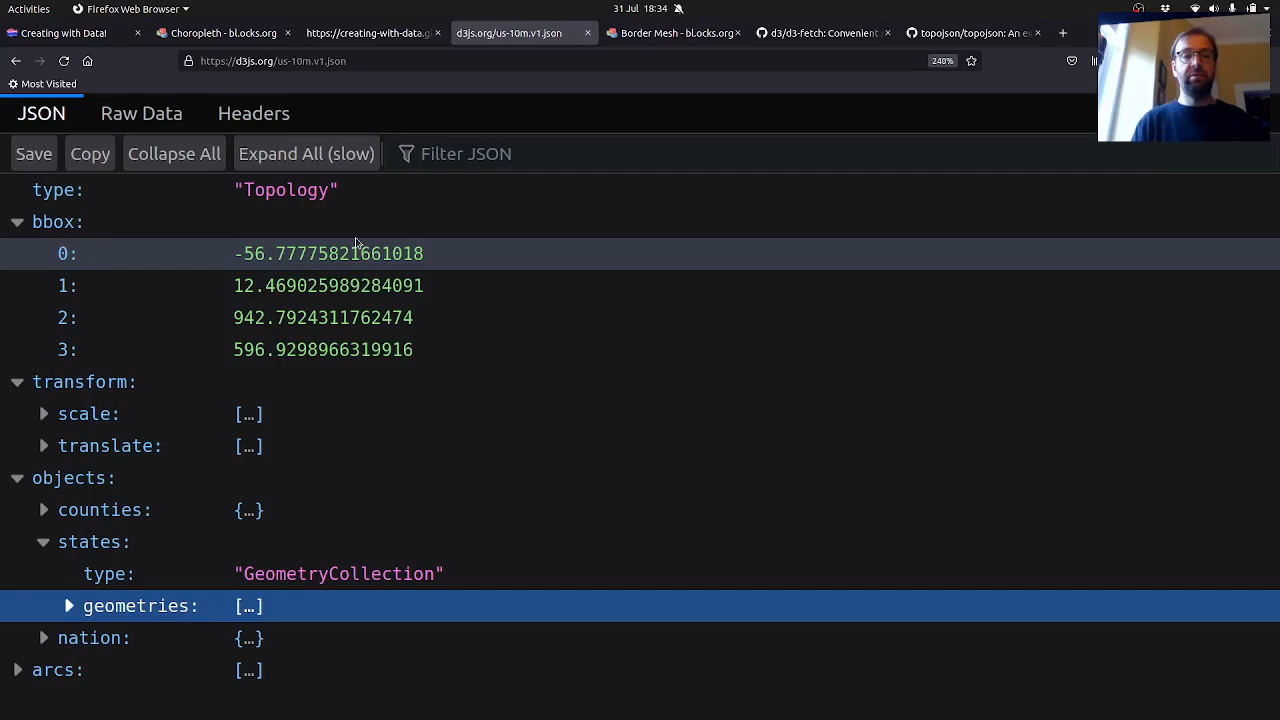 Activities Firefox Web Browser 31 Jul 18:34
Creating with Data! Choropleth - bl.ocks.org https://creating-with-data.gl d3js.org/us-10m.v1.json Border Mesh - bl.ocks.org d3/d3-fetch: Convenient topojson/topojson: An ex
https://d3js.org/us-10m.v1.json 240%
Most Visited
JSON Raw Data Headers
Save Copy Collapse All Expand All (slow) Filter JSON
type: "Topology"
bbox:
0: -56.77775821661018
1: 12.469025989284091
2: 942.7924311762474
3: 596.9298966319916
transform:
scale: […]
translate: […]
objects:
counties: {…}
states:
type: "GeometryCollection"
geometries: […]
nation: {…}
arcs: […]